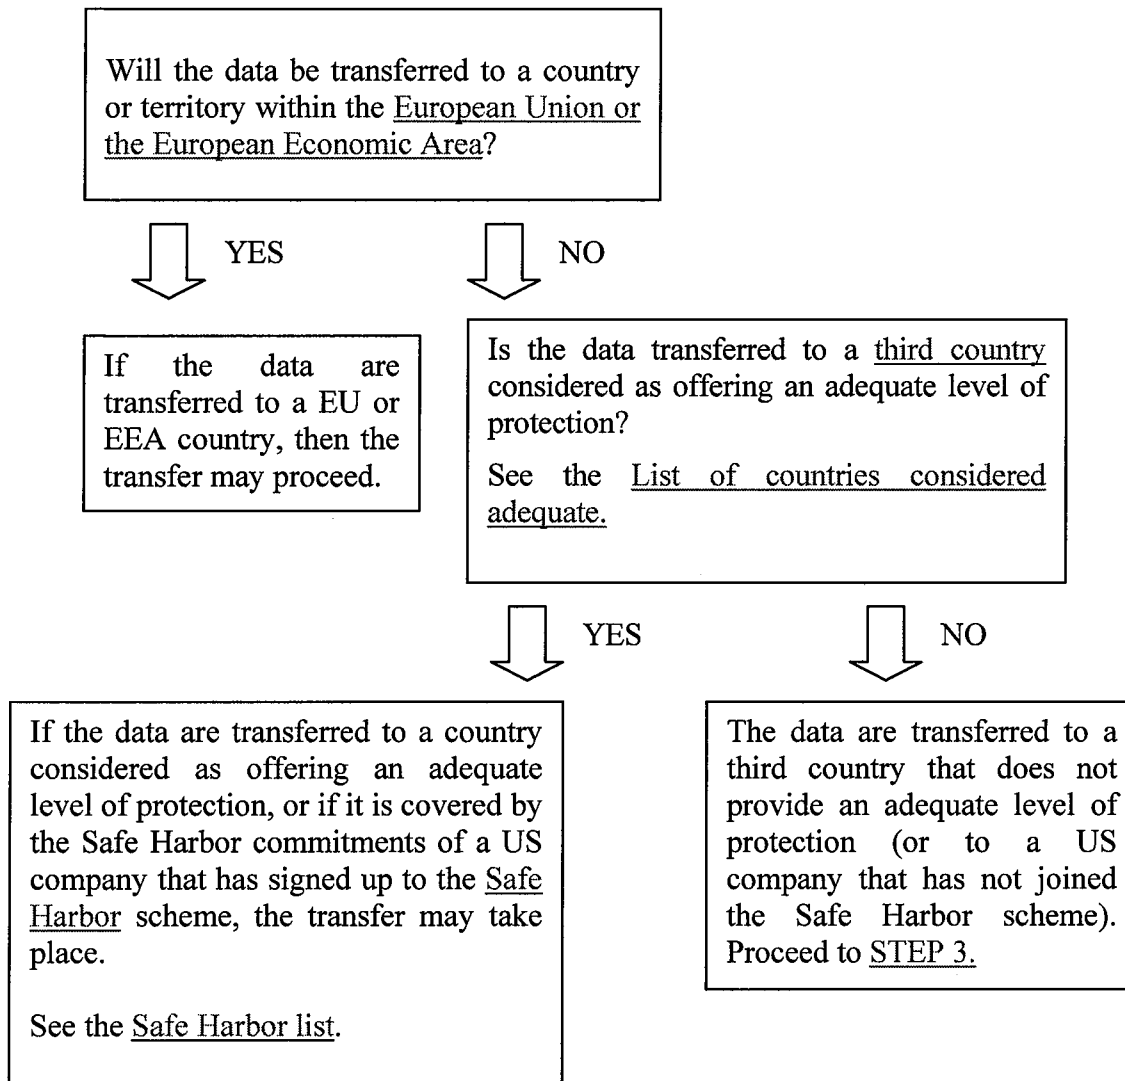 Will the data be transferred to a country
or territory within the European Union or
the European Economic Area?
YES
NO
If the data are
transferred to a EU or
EEA country, then the
transfer may proceed.
Is the data transferred to a third country
considered as offering an adequate level of
protection?
See the List of countries considered
adequate.
YES
NO
If the data are transferred to a country
considered as offering an adequate
level of protection, or if it is covered by
the Safe Harbor commitments of a US
company that has signed up to the Safe
Harbor scheme, the transfer may take
place.
See the Safe Harbor list.
The data are transferred to a
third country that does not
provide an adequate level of
protection (or to a US
company that has not joined
the Safe Harbor scheme).
Proceed to STEP 3.